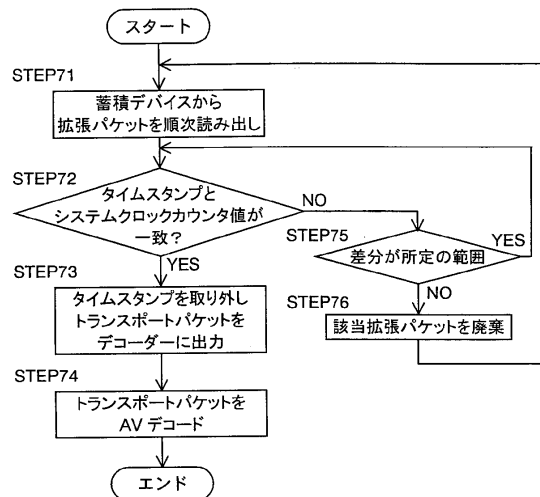 スタート
STEP71
蓄積デバイスから
拡張パケットを順次読み出し
STEP72
タイムスタンプと
システムクロックカウンタ値が
一致?
NO
YES
STEP75
差分が所定の範囲
YES
NO
STEP73
タイムスタンプを取り外し
トランスポートパケットを
デコーダーに出力
STEP76
該当拡張パケットを廃棄
STEP74
トランスポートパケットを
AVデコード
エンド